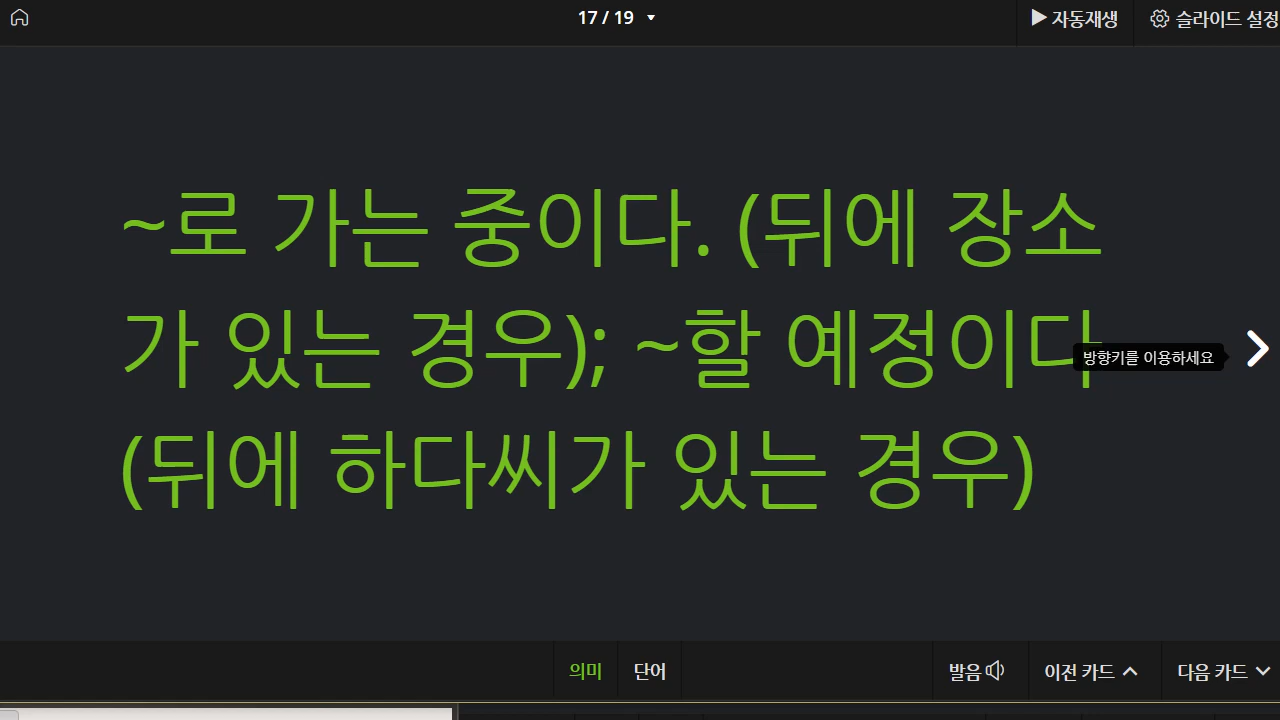 17 / 19
자동재생
슬라이드 설정
~로 가는 중이다. (뒤에 장소
가 있는 경우); ~할 예정이다
(뒤에 하다씨가 있는 경우)
방향키를 이용하세요
의미
단어
발음
이전 카드
다음 카드